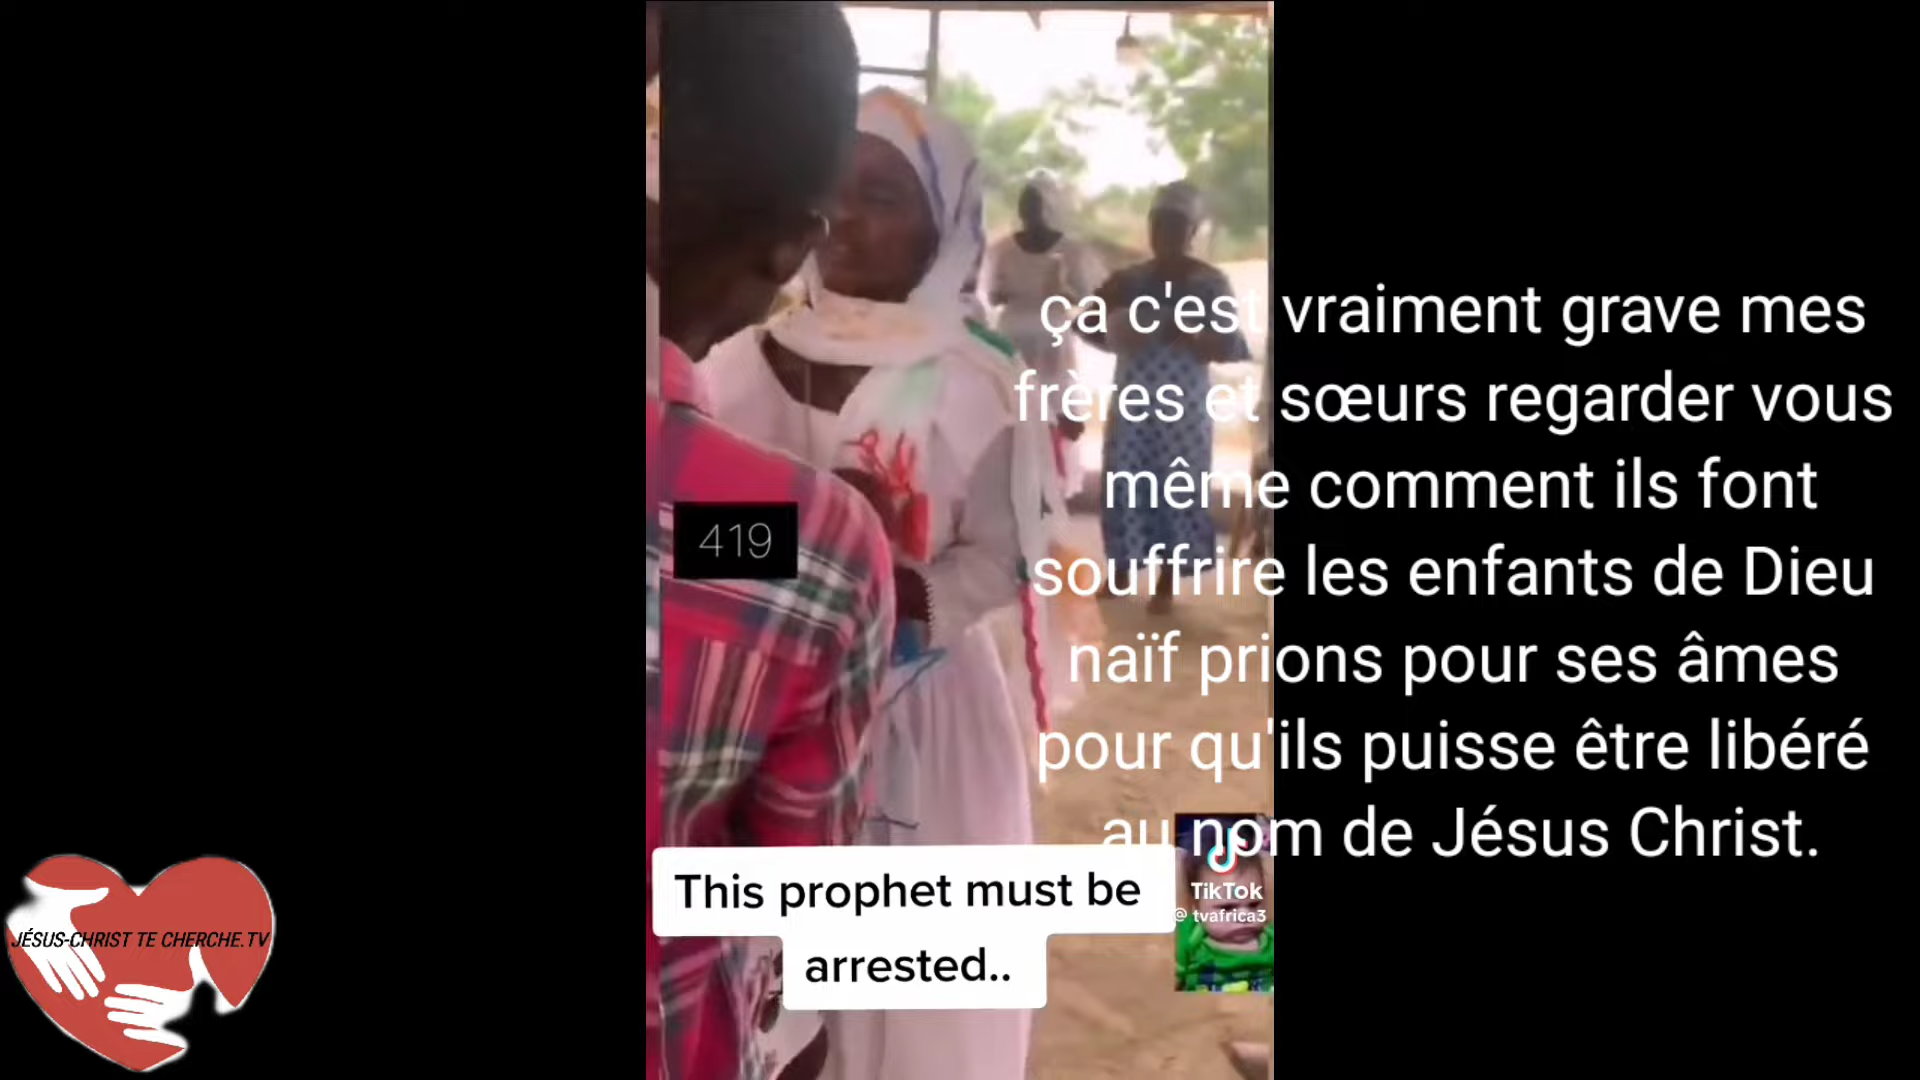 ça c'est vraiment grave mes
frères et sœurs regarder vous
même comment ils font
souffrire les enfants de Dieu
naïf prions pour ses âmes
pour qu'ils puisse être libéré
au nom de Jésus Christ.
419
This prophet must be
arrested..
TikTok
@ tvafrica3
JÉSUS-CHRIST TE CHERCHE.TV